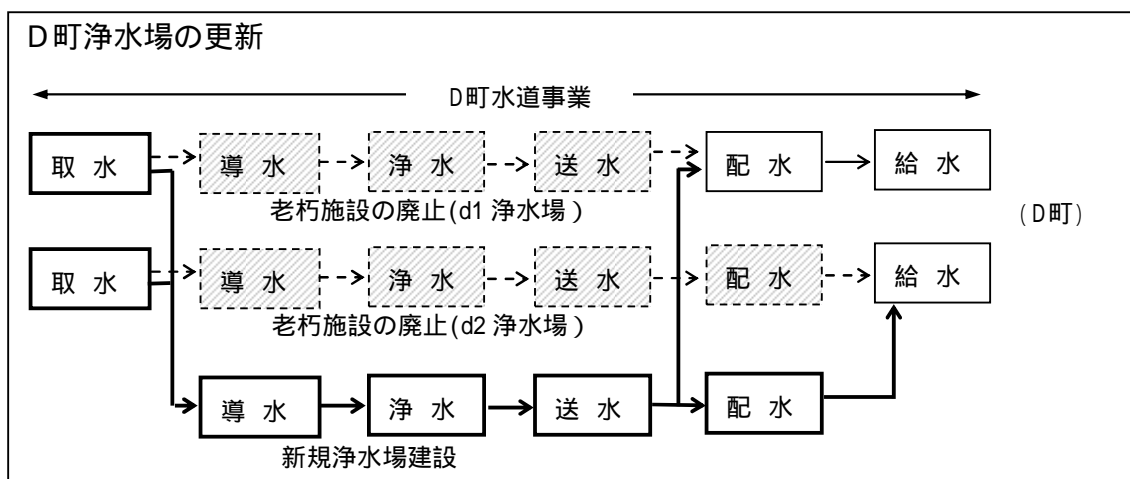 D町浄水場の更新
D町水道事業
取水 導水 浄水 送水 配水 給水
老朽施設の廃止(d1 浄水場)
(D町)
取水 導水 浄水 送水 配水 給水
老朽施設の廃止(d2 浄水場)
導水 浄水 送水 配水
新規浄水場建設